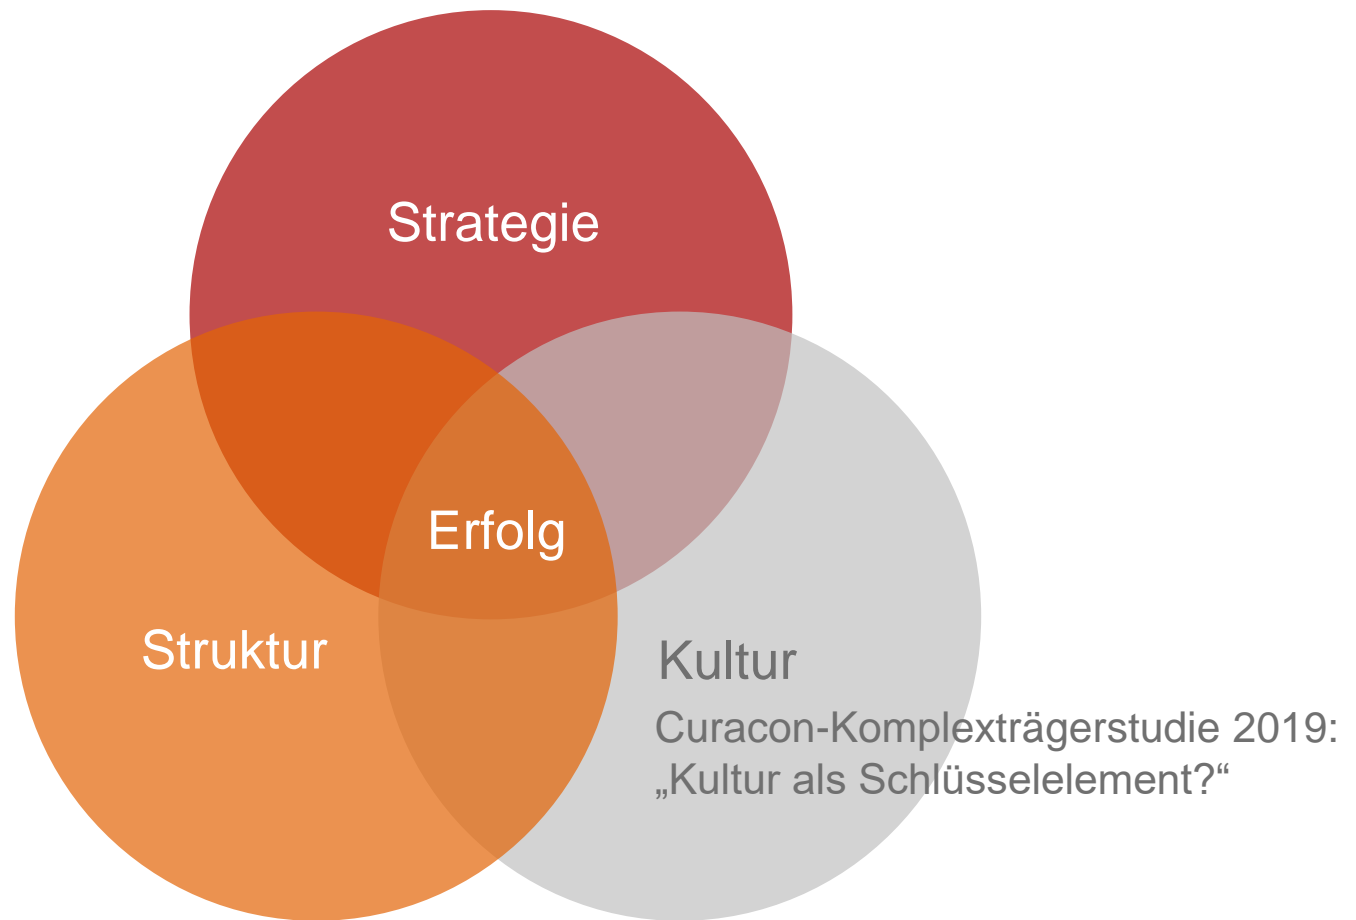 Strategie
Erfolg
Struktur
Kultur
Curacon-Komplexträgerstudie 2019:
„Kultur als Schlüsselelement?“